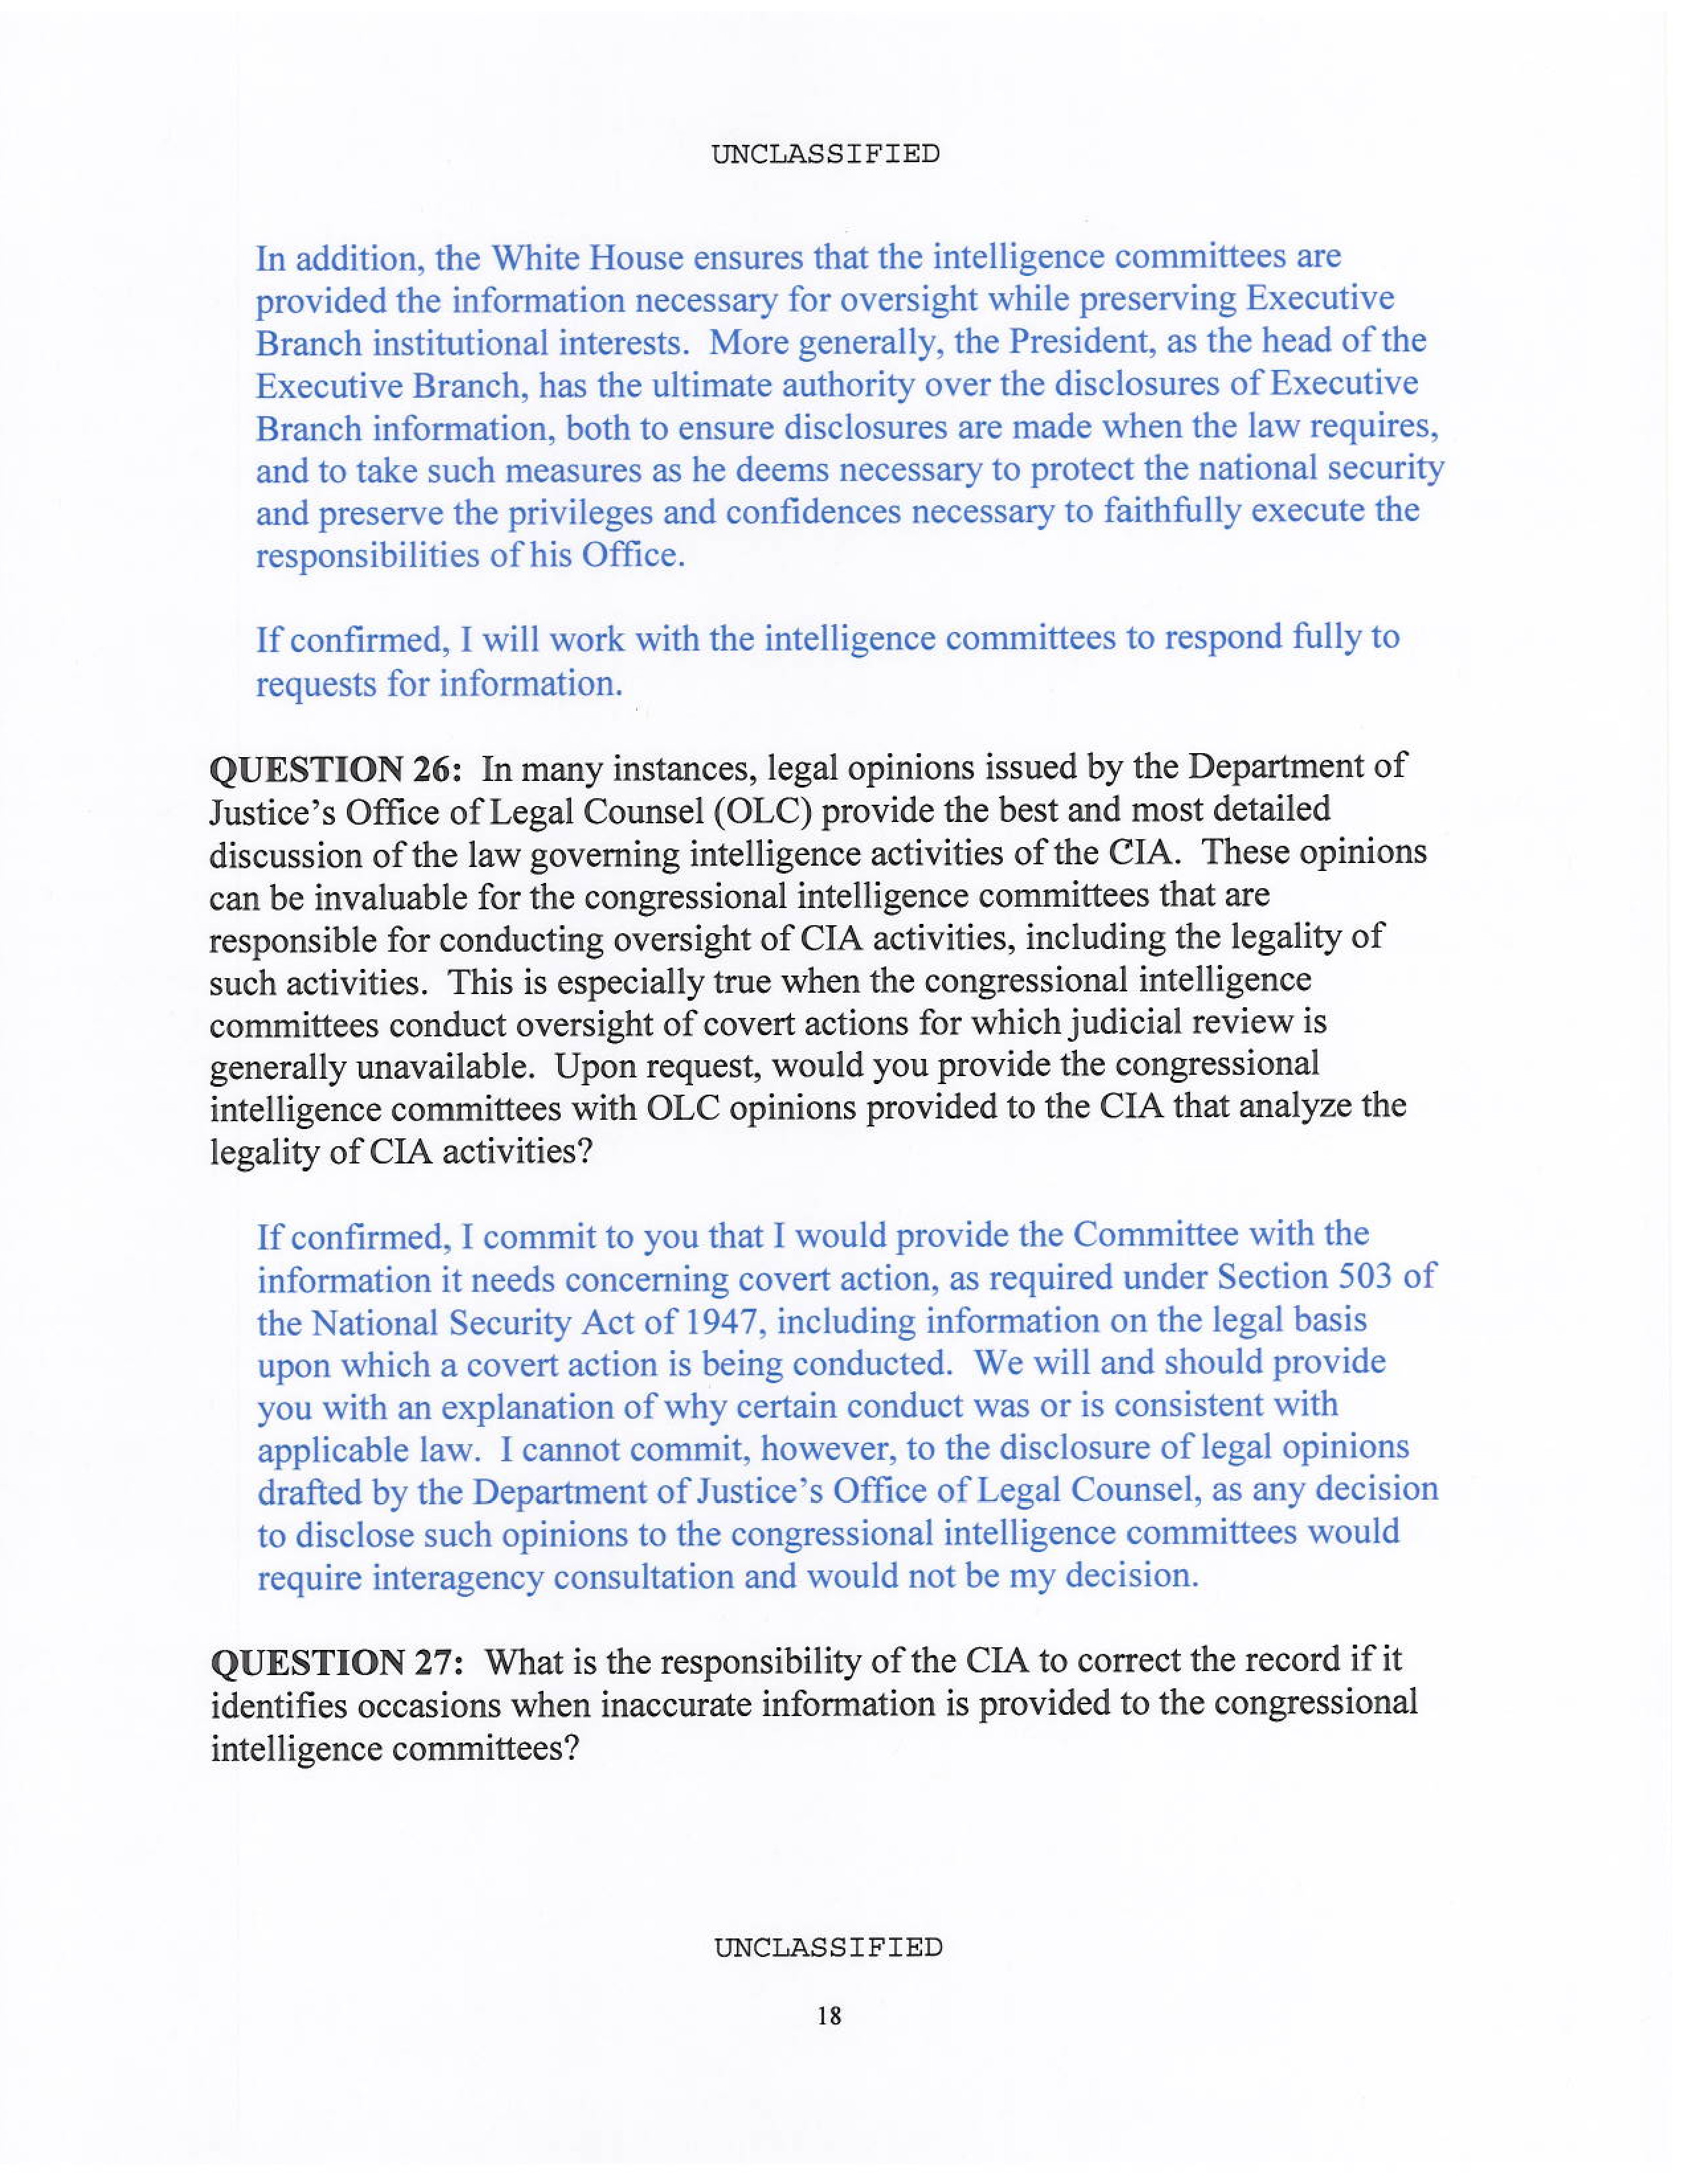 UNCLASSIFIED
In addition, the White House ensures that the intelligence committees are
provided the information necessary for oversight while preserving Executive
Branch institutional interests.  More generally, the President, as the head of the
Executive Branch, has the ultimate authority over the disclosures of Executive
Branch information, both to ensure disclosures are made when the law requires,
and to take such measures as he deems necessary to protect the national security
and preserve the privileges and confidences necessary to faithfully execute the
responsibilities of his Office.
If confirmed, I will work with the intelligence committees to respond fully to
requests for information.
QUESTION 26:  In many instances, legal opinions issued by the Department of
Justice's Office of Legal Counsel (OLC) provide the best and most detailed
discussion of the law governing intelligence activities of the CIA.  These opinions
can be invaluable for the congressional intelligence committees that are
responsible for conducting oversight of CIA activities, including the legality of
such activities.  This is especially true when the congressional intelligence
committees conduct oversight of covert actions for which judicial review is
generally unavailable.  Upon request, would you provide the congressional
intelligence committees with OLC opinions provided to the CIA that analyze the
legality of CIA activities?
If confirmed, I commit to you that I would provide the Committee with the
information it needs concerning covert action, as required under Section 503 of
the National Security Act of 1947, including information on the legal basis
upon which a covert action is being conducted.  We will and should provide
you with an explanation of why certain conduct was or is consistent with
applicable law.  I cannot commit, however, to the disclosure of legal opinions
drafted by the Department of Justice's Office of Legal Counsel, as any decision
to disclose such opinions to the congressional intelligence committees would
require interagency consultation and would not be my decision.
QUESTION 27:  What is the responsibility of the CIA to correct the record if it
identifies occasions when inaccurate information is provided to the congressional
intelligence committees?
UNCLASSIFIED
18